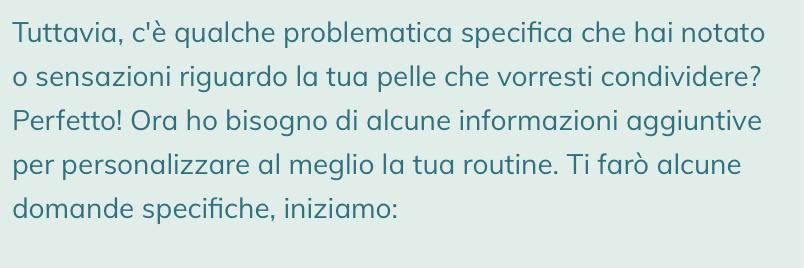 Tuttavia, c'è qualche problematica specifica che hai notato
o sensazioni riguardo la tua pelle che vorresti condividere?
Perfetto! Ora ho bisogno di alcune informazioni aggiuntive
per personalizzare al meglio la tua routine. Ti farò alcune
domande specifiche, iniziamo: